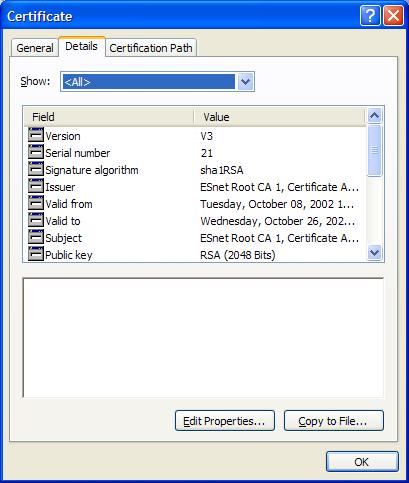 Certificate
General Details Certification Path
Show: <All>
Field Value
Version V3
Serial number 21
Signature algorithm sha1RSA
Issuer ESnet Root CA 1, Certificate A...
Valid from Tuesday, October 08, 2002 1...
Valid to Wednesday, October 26, 202...
Subject ESnet Root CA 1, Certificate A...
Public key RSA (2048 Bits)
Edit Properties... Copy to File...
OK